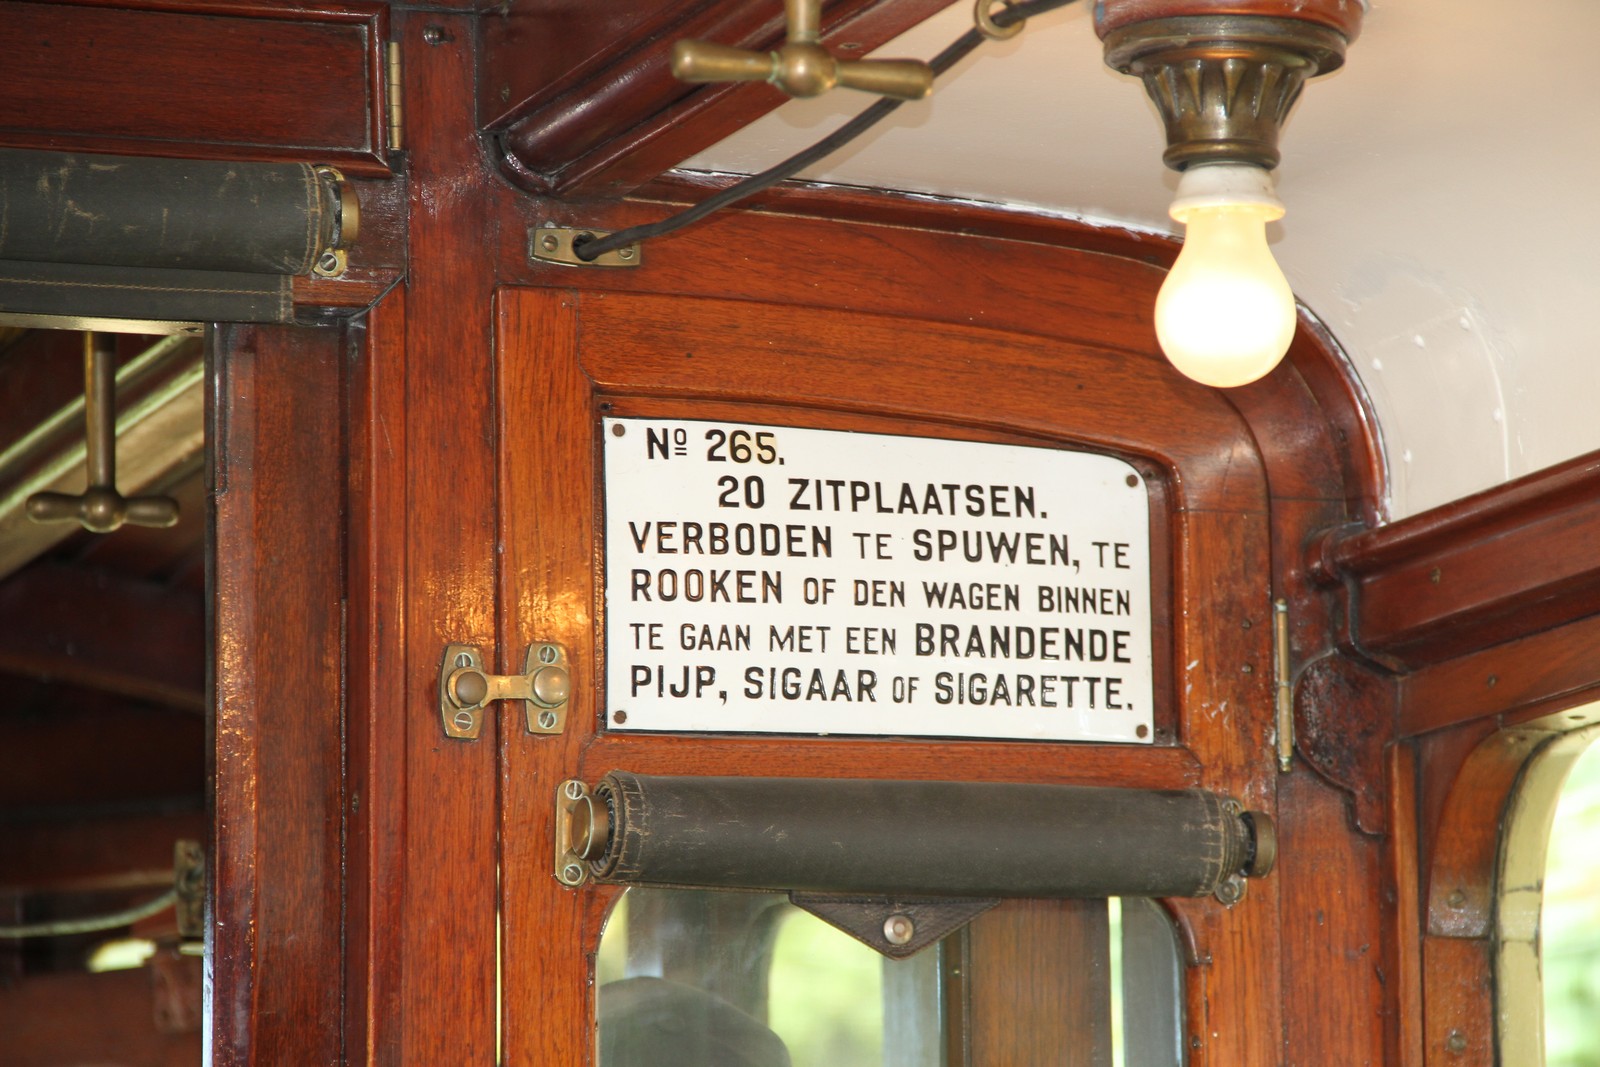 Nº 265.
20 ZITPLAATSEN.
VERBODEN TE SPUWEN, TE
ROOKEN OF DEN WAGEN BINNEN
TE GAAN MET EEN BRANDENDE
PIJP, SIGAAR OF SIGARETTE.